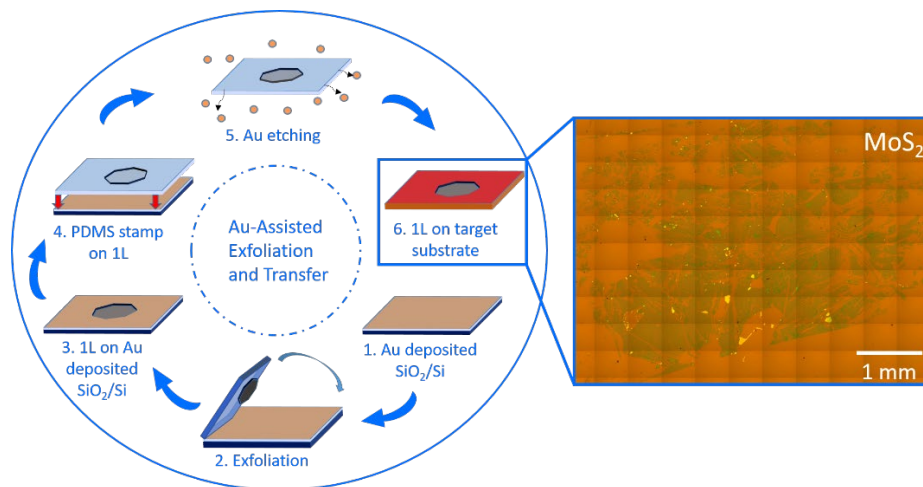 5. Au etching
4. PDMS stamp
on 1L
Au-Assisted
Exfoliation
and Transfer
6. 1L on target
substrate
3. 1L on Au
deposited
SiO₂/Si
1. Au deposited
SiO₂/Si
2. Exfoliation
MoS₂
1 mm